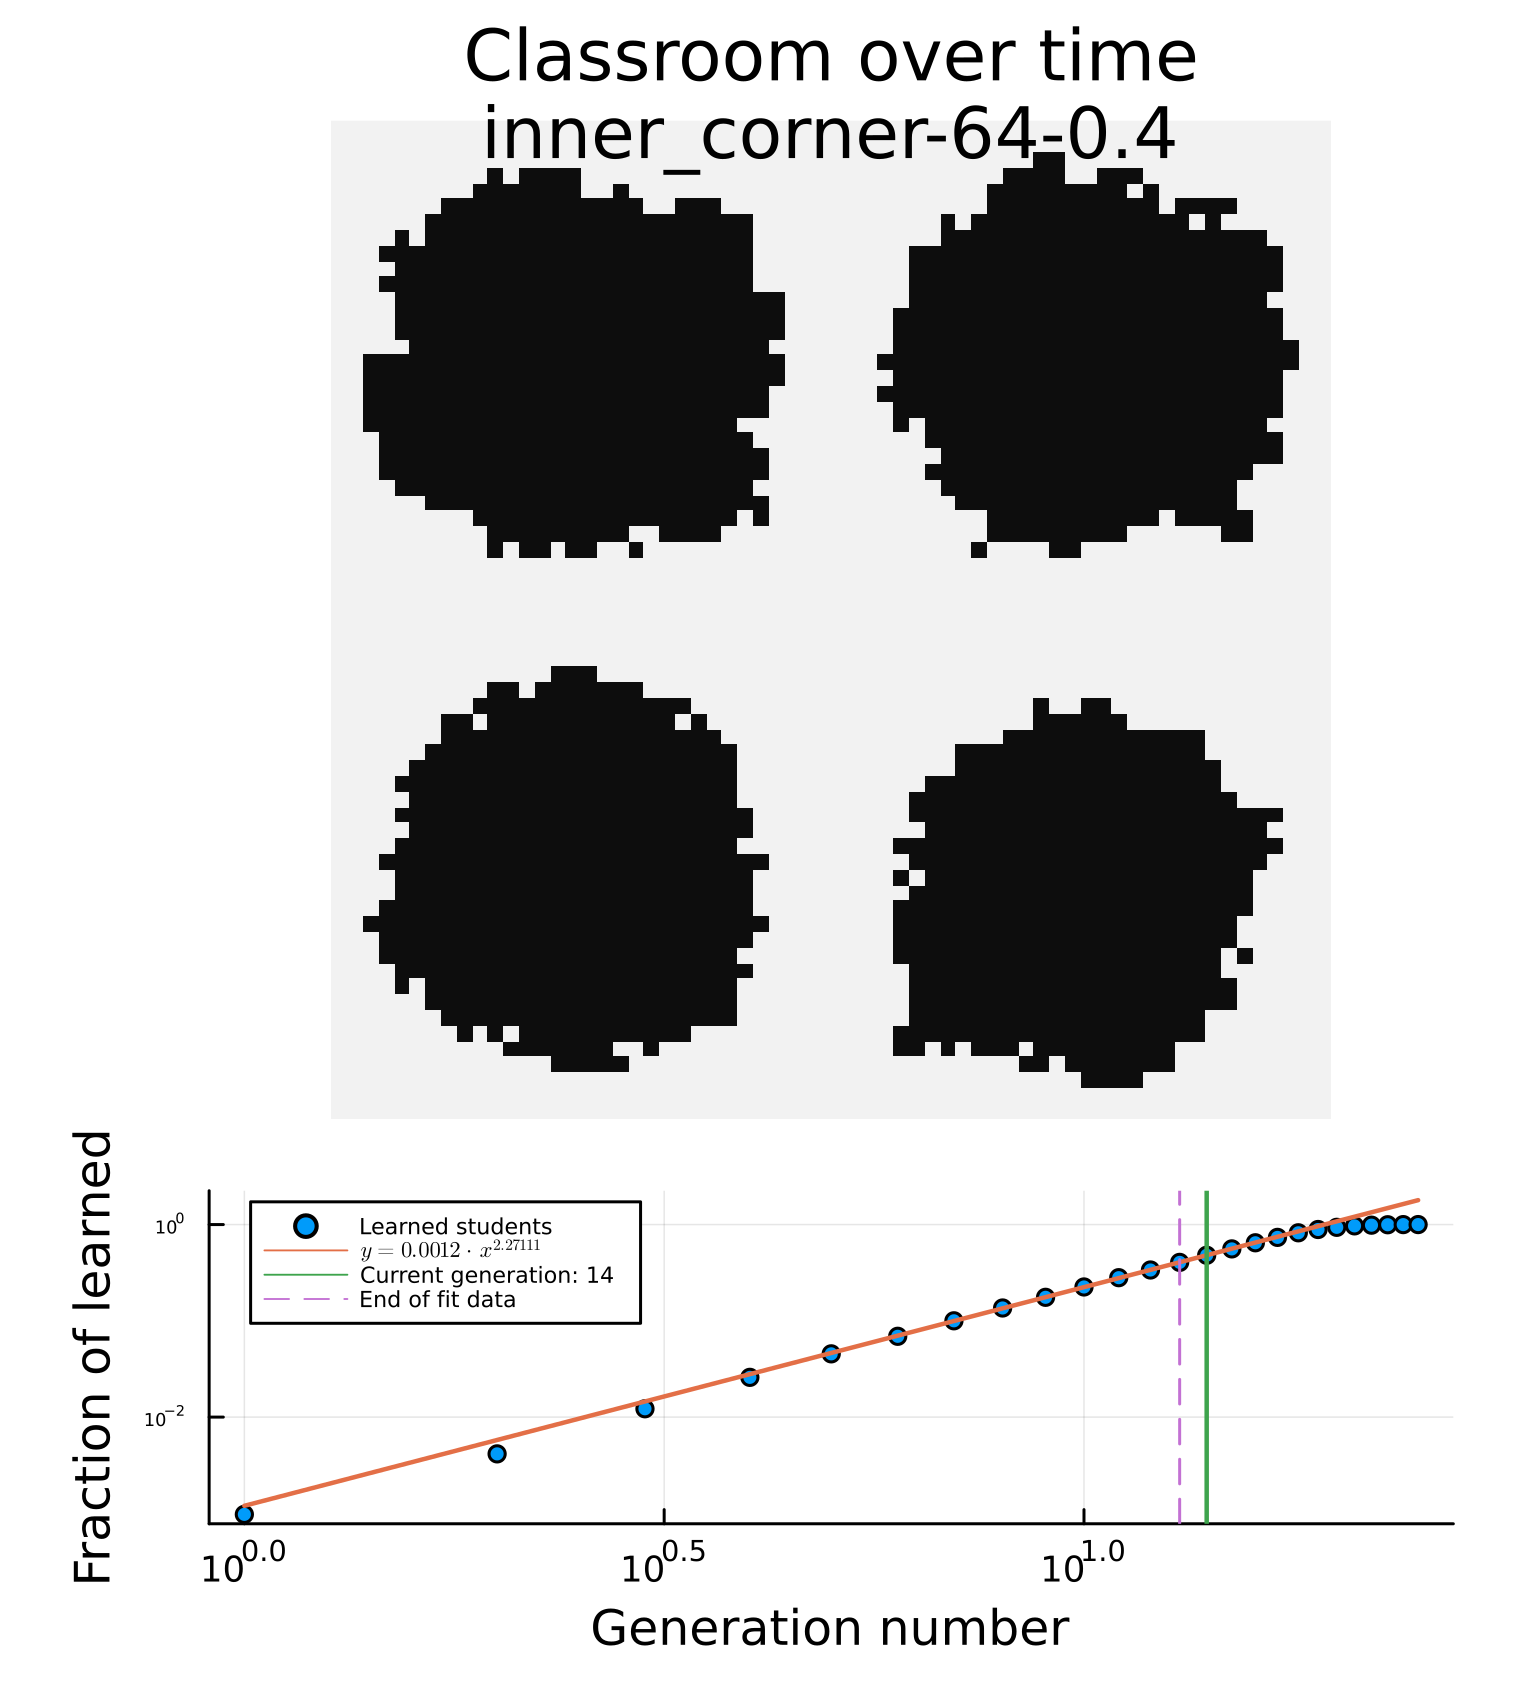 Classroom over time
inner_corner-64-0.4
Fraction of learned
10^0
10^-2
Learned students
y = 0.0012 · x^2.27111
Current generation: 14
End of fit data
10^0.0
10^0.5
10^1.0
Generation number